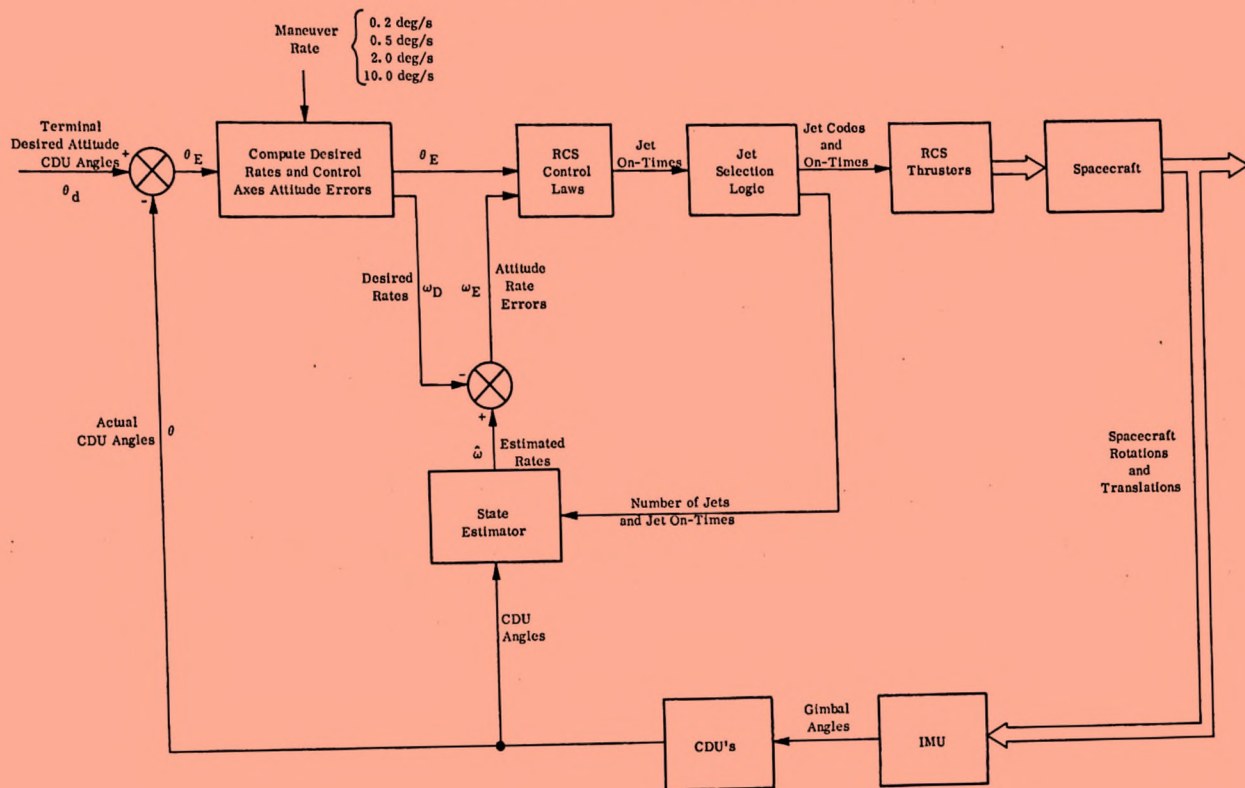 Maneuver
Rate
0.2 deg/s
0.5 deg/s
2.0 deg/s
10.0 deg/s
Terminal
Desired Attitude
CDU Angles
θd
+
-
θE
Compute Desired
Rates and Control
Axes Attitude Errors
θE
RCS
Control
Laws
Jet
On-Times
Jet
Selection
Logic
Jet Codes
and
On-Times
RCS
Thrusters
Spacecraft
Desired
Rates
ωD
ωE
Attitude
Rate
Errors
-
+
Actual
CDU Angles
θ
ω̂
Estimated
Rates
State
Estimator
Number of Jets
and Jet On-Times
Spacecraft
Rotations
and
Translations
CDU
Angles
CDU's
Gimbal
Angles
IMU